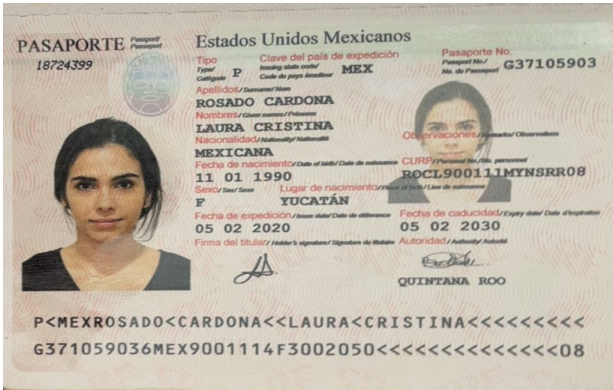 PASAPORTE Passport/ Passeport
18724399
Estados Unidos Mexicanos
Tipo Clave del país de expedición Pasaporte No.
Type/ Issuing state code/ Passport No./
Catégorie P Code du pays émetteur MEX No. du Passeport G37105903
Apellidos/Surname/Nom
ROSADO CARDONA
Nombres/Given names/Prénoms
LAURA CRISTINA
Nacionalidad/Nationality/Nationalité Observaciones/Remarks/Observations
MEXICANA
Fecha de nacimiento/Date of birth/Date de naissance CURP/Personal No./No. personnel
11 01 1990 ROCL900111MYNSRR08
Sexo/Sex/Sexe Lugar de nacimiento/Place of birth/Lieu de naissance
F YUCATÁN
Fecha de expedición/Issue date/Date de délivrance Fecha de caducidad/Expiry date/Date d'expiration
05 02 2020 05 02 2030
Firma del titular/Holder's signature/Signature du titulaire Autoridad/Authority/Autorité
QUINTANA ROO
P<MEXROSADO<CARDONA<<LAURA<CRISTINA<<<<<<<<<
G371059036MEX9001114F3002050<<<<<<<<<<<08